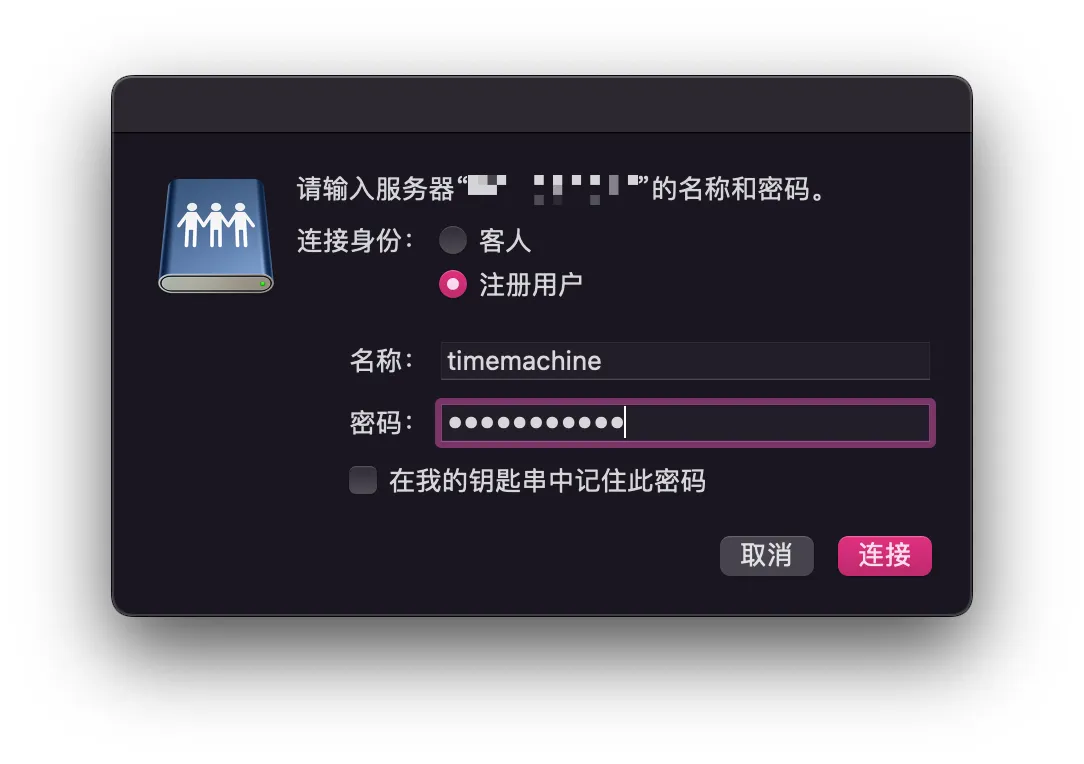 请输入服务器“ ”的名称和密码。
连接身份: 客人
注册用户
名称: timemachine
密码: •••••••••••
在我的钥匙串中记住此密码
取消 连接